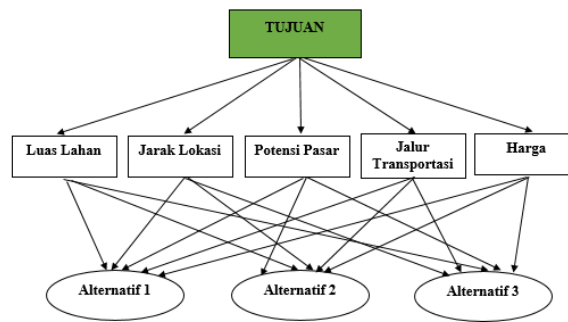 TUJUAN
Luas Lahan
Jarak Lokasi
Potensi Pasar
Jalur
Transportasi
Harga
Alternatif 1
Alternatif 2
Alternatif 3